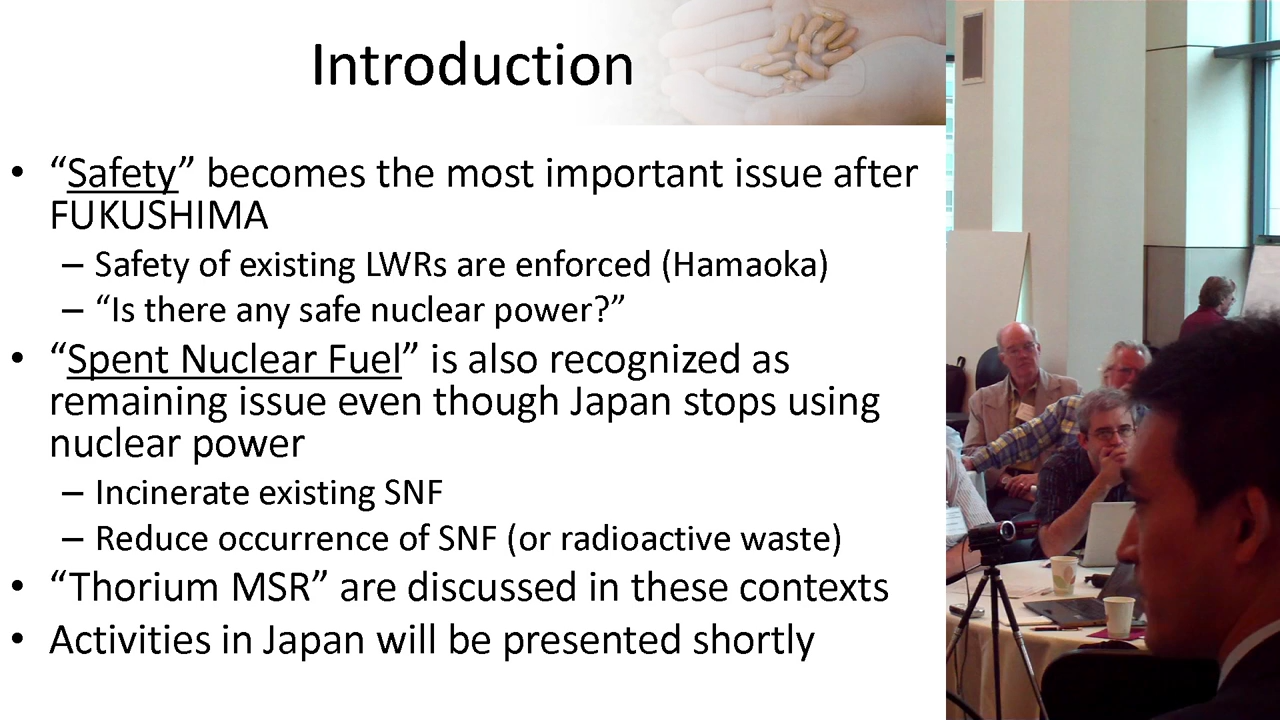 Introduction
• “Safety” becomes the most important issue after
FUKUSHIMA
– Safety of existing LWRs are enforced (Hamaoka)
– “Is there any safe nuclear power?”
• “Spent Nuclear Fuel” is also recognized as
remaining issue even though Japan stops using
nuclear power
– Incinerate existing SNF
– Reduce occurrence of SNF (or radioactive waste)
• “Thorium MSR” are discussed in these contexts
• Activities in Japan will be presented shortly